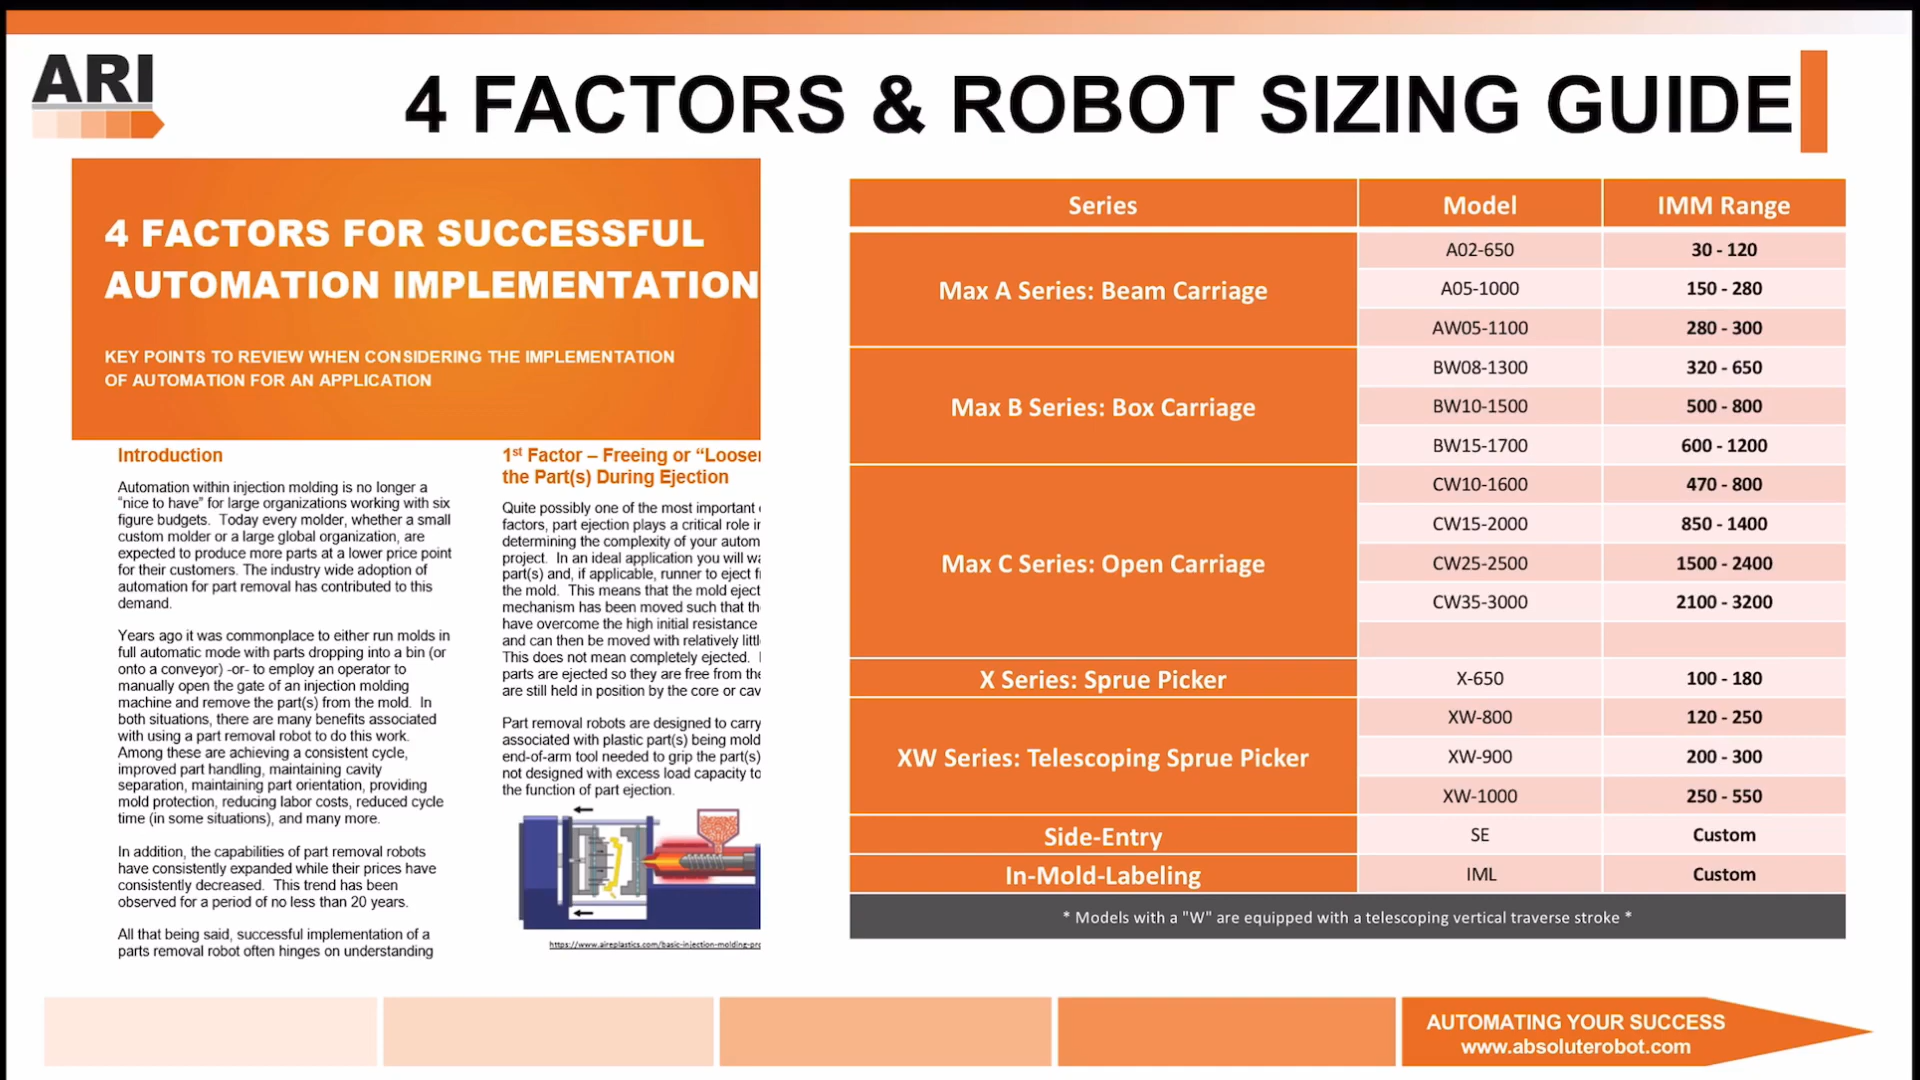 ARI
4 FACTORS & ROBOT SIZING GUIDE
4 FACTORS FOR SUCCESSFUL
AUTOMATION IMPLEMENTATION
KEY POINTS TO REVIEW WHEN CONSIDERING THE IMPLEMENTATION
OF AUTOMATION FOR AN APPLICATION
Introduction
Automation within injection molding is no longer a
“nice to have” for large organizations working with six
figure budgets. Today every molder, whether a small
custom molder or a large global organization, are
expected to produce more parts at a lower price point
for their customers. The industry wide adoption of
automation for part removal has contributed to this
demand.
Years ago it was commonplace to either run molds in
full automatic mode with parts dropping into a bin (or
onto a conveyor) -or- to employ an operator to
manually open the gate of an injection molding
machine and remove the part(s) from the mold. In
both situations, there are many benefits associated
with using a part removal robot to do this work.
Among these are achieving a consistent cycle,
improved part handling, maintaining cavity
separation, maintaining part orientation, providing
mold protection, reducing labor costs, reduced cycle
time (in some situations), and many more.
In addition, the capabilities of part removal robots
have consistently expanded while their prices have
consistently decreased. This trend has been
observed for a period of no less than 20 years.
All that being said, successful implementation of a
parts removal robot often hinges on understanding
1st Factor – Freeing or “Loose
the Part(s) During Ejection
Quite possibly one of the most important
factors, part ejection plays a critical role in
determining the complexity of your autom
project. In an ideal application you will wa
part(s) and, if applicable, runner to eject f
the mold. This means that the mold eject
mechanism has been moved such that th
have overcome the high initial resistance
and can then be moved with relatively littl
This does not mean completely ejected.
parts are ejected so they are free from the
are still held in position by the core or cav
Part removal robots are designed to carry
associated with plastic part(s) being mold
end-of-arm tool needed to grip the part(s)
not designed with excess load capacity to
the function of part ejection.
https://www.aireplastics.com/basic-injection-molding-pro
Series Model IMM Range
Max A Series: Beam Carriage
A02-650 30 - 120
A05-1000 150 - 280
AW05-1100 280 - 300
Max B Series: Box Carriage
BW08-1300 320 - 650
BW10-1500 500 - 800
BW15-1700 600 - 1200
Max C Series: Open Carriage
CW10-1600 470 - 800
CW15-2000 850 - 1400
CW25-2500 1500 - 2400
CW35-3000 2100 - 3200
X Series: Sprue Picker X-650 100 - 180
XW Series: Telescoping Sprue Picker
XW-800 120 - 250
XW-900 200 - 300
XW-1000 250 - 550
Side-Entry SE Custom
In-Mold-Labeling IML Custom
* Models with a "W" are equipped with a telescoping vertical traverse stroke *
AUTOMATING YOUR SUCCESS
www.absoluterobot.com